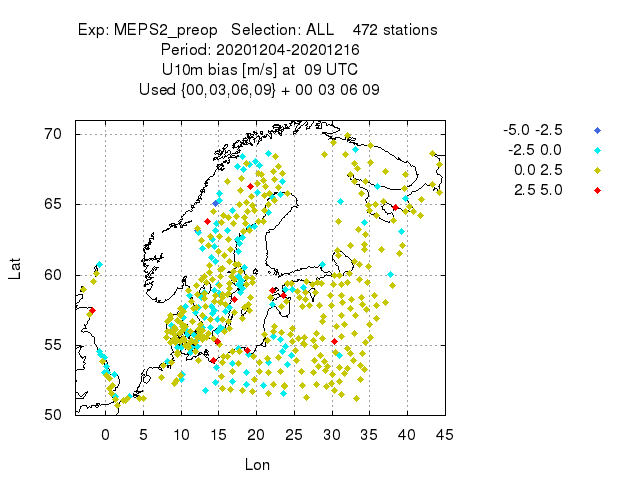 Exp: MEPS2_preop   Selection: ALL    472 stations
Period: 20201204-20201216
U10m bias [m/s] at  09 UTC
Used {00,03,06,09} + 00 03 06 09
-5.0 -2.5
-2.5 0.0
0.0 2.5
2.5 5.0
70
65
60
55
50
Lat
0 5 10 15 20 25 30 35 40 45
Lon